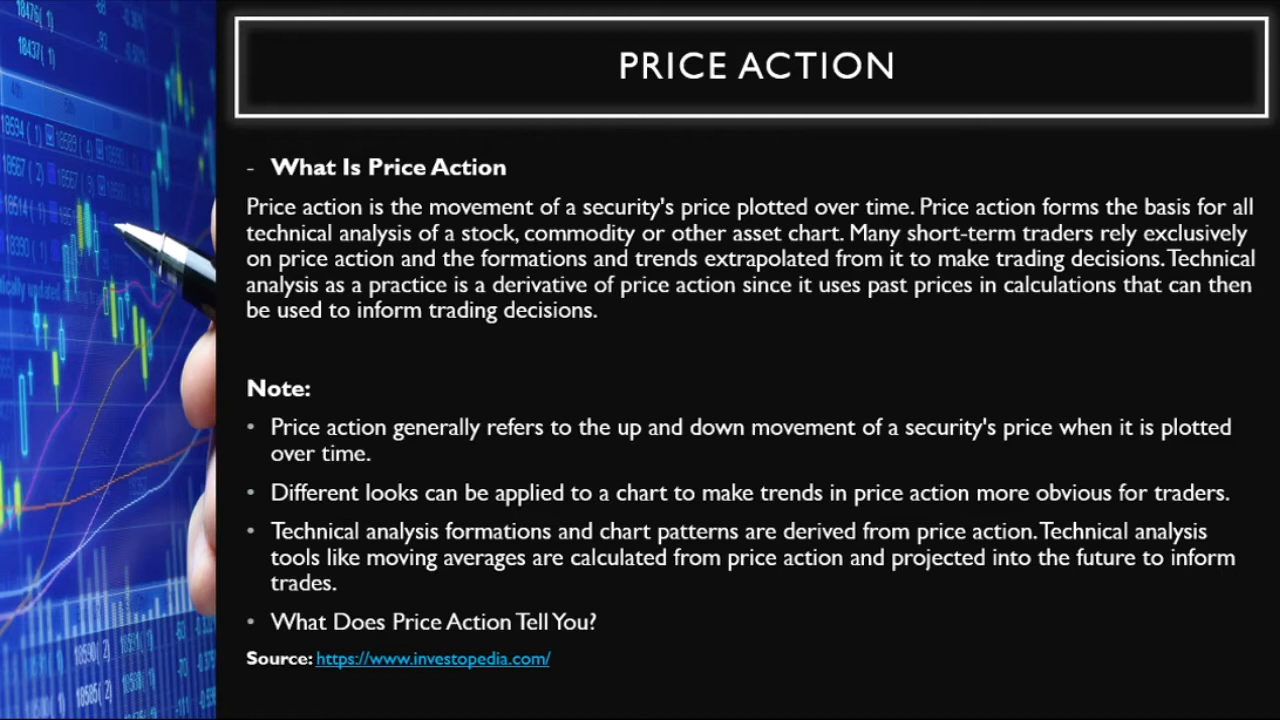 18476( 1)
18437( 1)
PRICE ACTION
- What Is Price Action
Price action is the movement of a security's price plotted over time. Price action forms the basis for all
technical analysis of a stock, commodity or other asset chart. Many short-term traders rely exclusively
on price action and the formations and trends extrapolated from it to make trading decisions. Technical
analysis as a practice is a derivative of price action since it uses past prices in calculations that can then
be used to inform trading decisions.
Note:
• Price action generally refers to the up and down movement of a security's price when it is plotted
over time.
• Different looks can be applied to a chart to make trends in price action more obvious for traders.
• Technical analysis formations and chart patterns are derived from price action. Technical analysis
tools like moving averages are calculated from price action and projected into the future to inform
trades.
• What Does Price Action Tell You?
Source: https://www.investopedia.com/
18590( 2)
18585( 2)